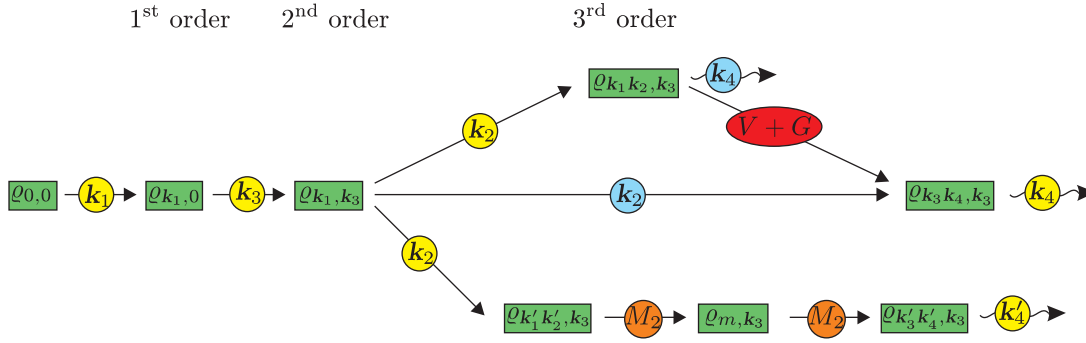 1st order 2nd order 3rd order
ϱk1k2,k3 k4
k2 V + G
ϱ0,0 k1 ϱk1,0 k3 ϱk1,k3 k2 ϱk3k4,k3 k4
k2
ϱk′1k′2,k3 M2 ϱm,k3 M2 ϱk′3k′4,k3 k′4